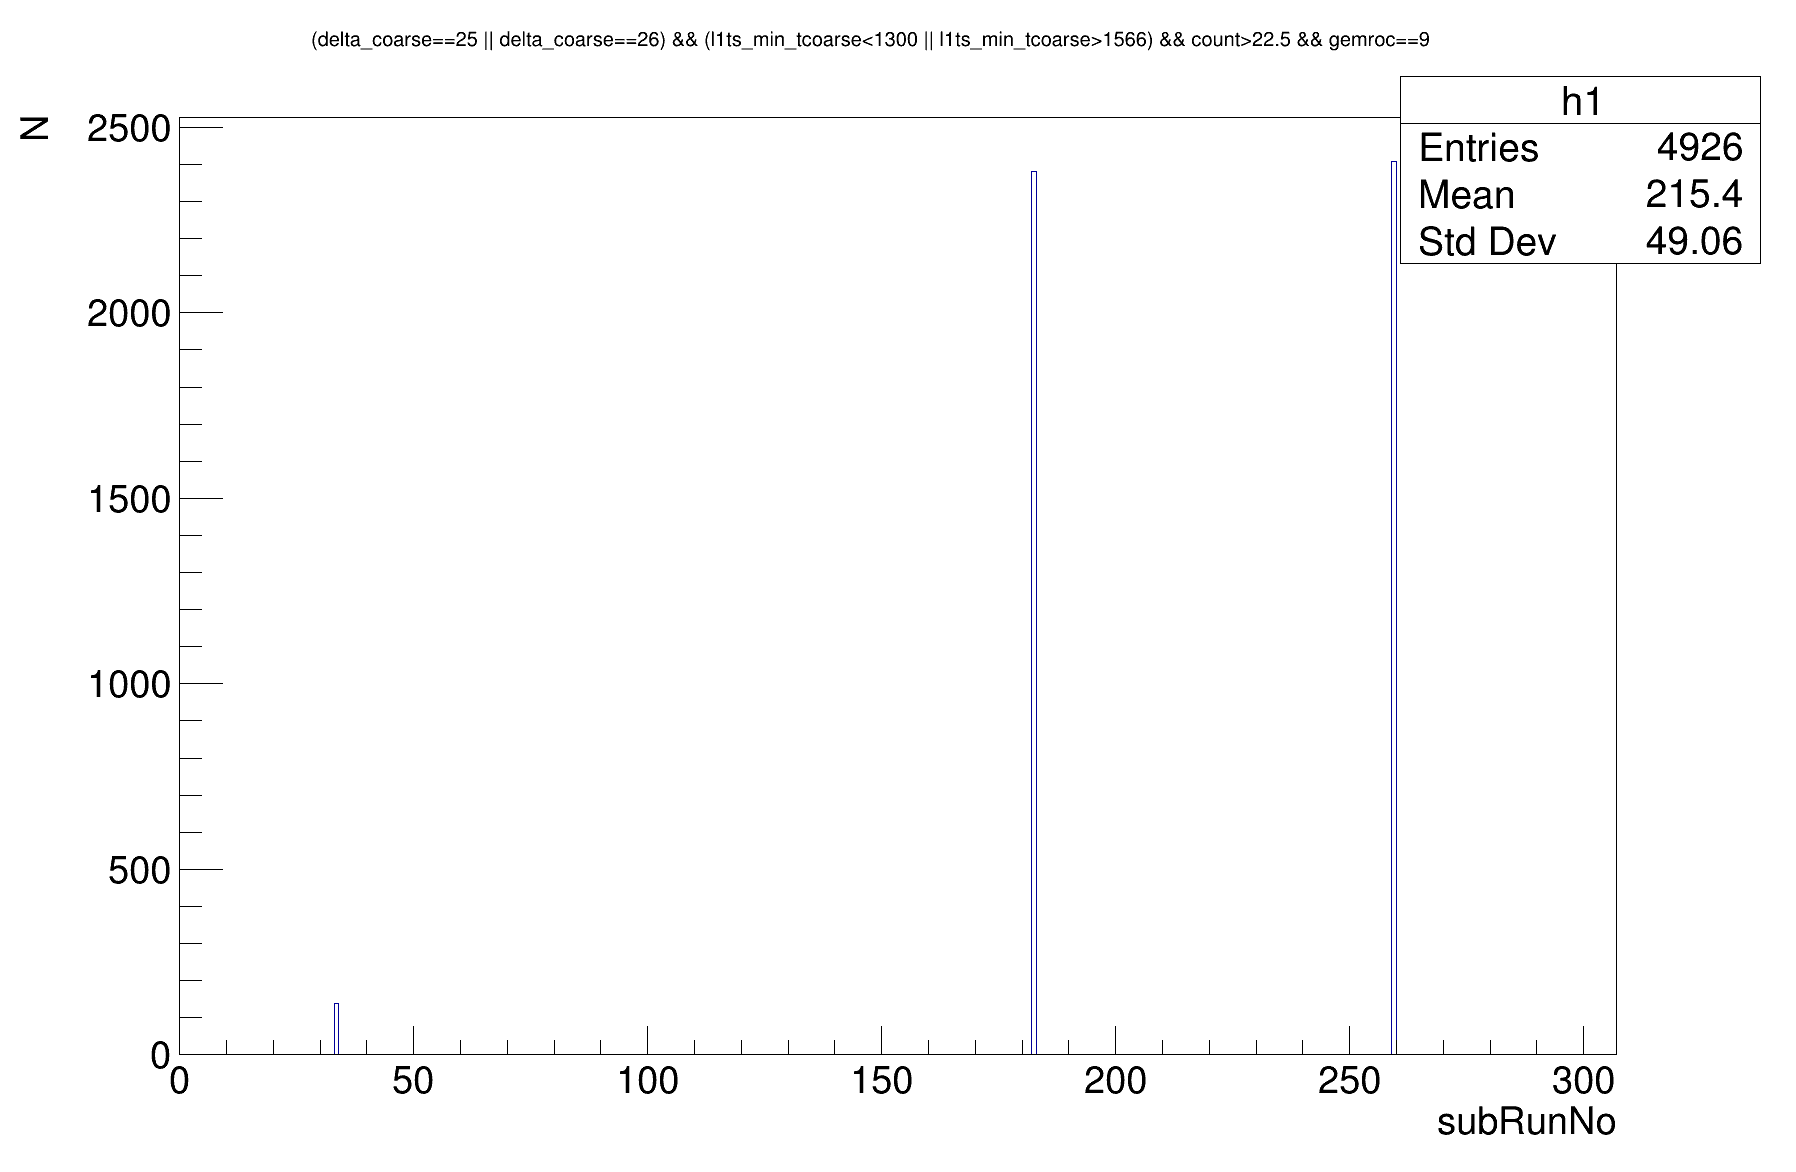 (delta_coarse==25 || delta_coarse==26) && (l1ts_min_tcoarse<1300 || l1ts_min_tcoarse>1566) && count>22.5 && gemroc==9
h1
Entries 4926
Mean 215.4
Std Dev 49.06
N
2500
2000
1500
1000
500
0
0 50 100 150 200 250 300
subRunNo